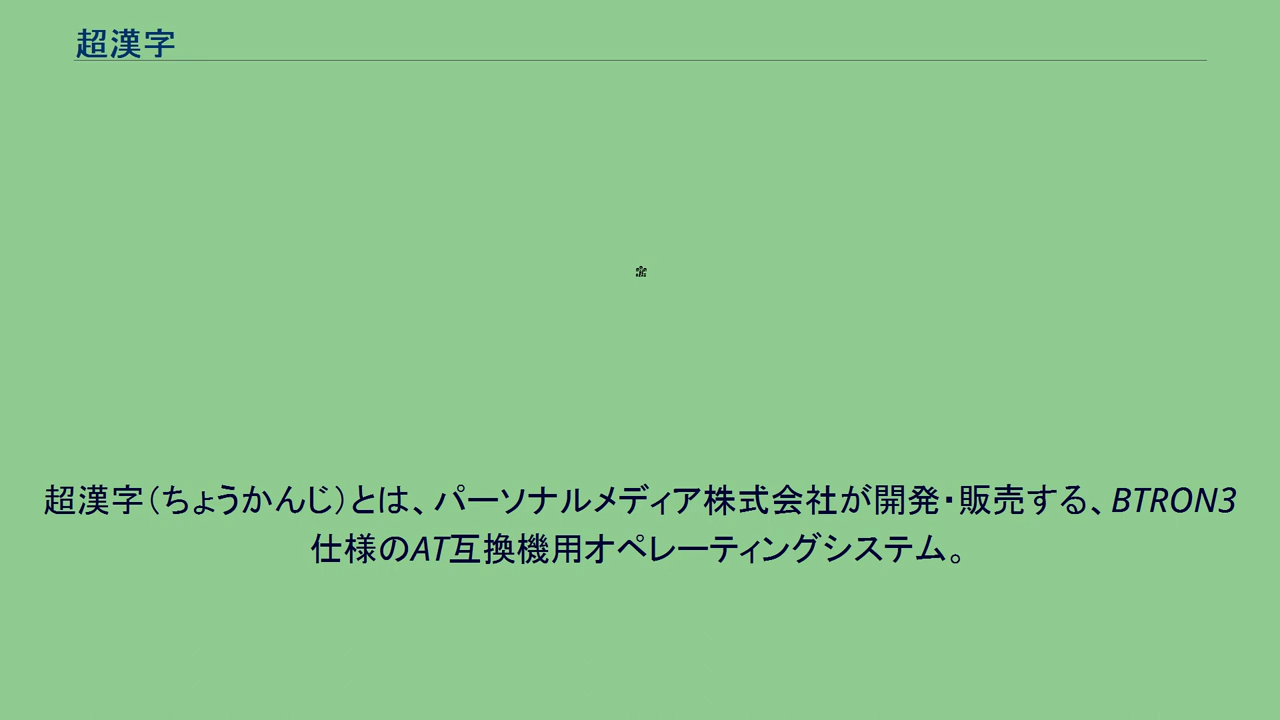 超漢字
超漢字（ちょうかんじ）とは、パーソナルメディア株式会社が開発・販売する、BTRON3
仕様のAT互換機用オペレーティングシステム。